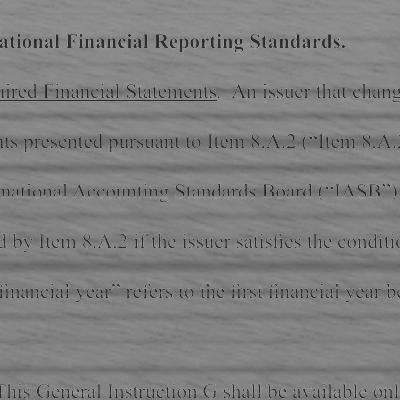 ational Financial Reporting Standards.
uired Financial Statements. An issuer that chang
nts presented pursuant to Item 8.A.2 ("Item 8.A.2
national Accounting Standards Board ("IASB")
d by Item 8.A.2 if the issuer satisfies the conditio
financial year" refers to the first financial year be
This General Instruction G shall be available onl